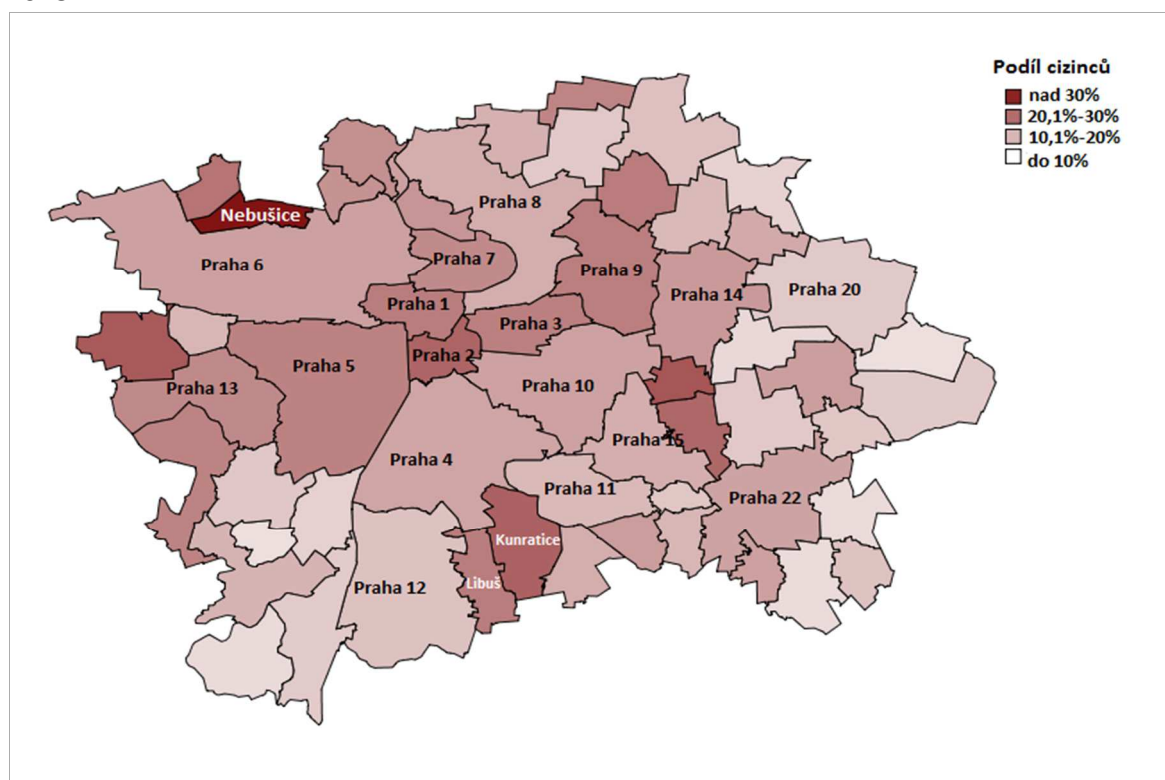 Podíl cizinců
nad 30%
20,1%-30%
10,1%-20%
do 10%
Nebušice
Praha 8
Praha 6
Praha 7
Praha 9
Praha 14
Praha 20
Praha 1
Praha 3
Praha 2
Praha 5
Praha 13
Praha 10
Praha 15
Praha 4
Praha 11
Praha 22
Kunratice
Libuš
Praha 12